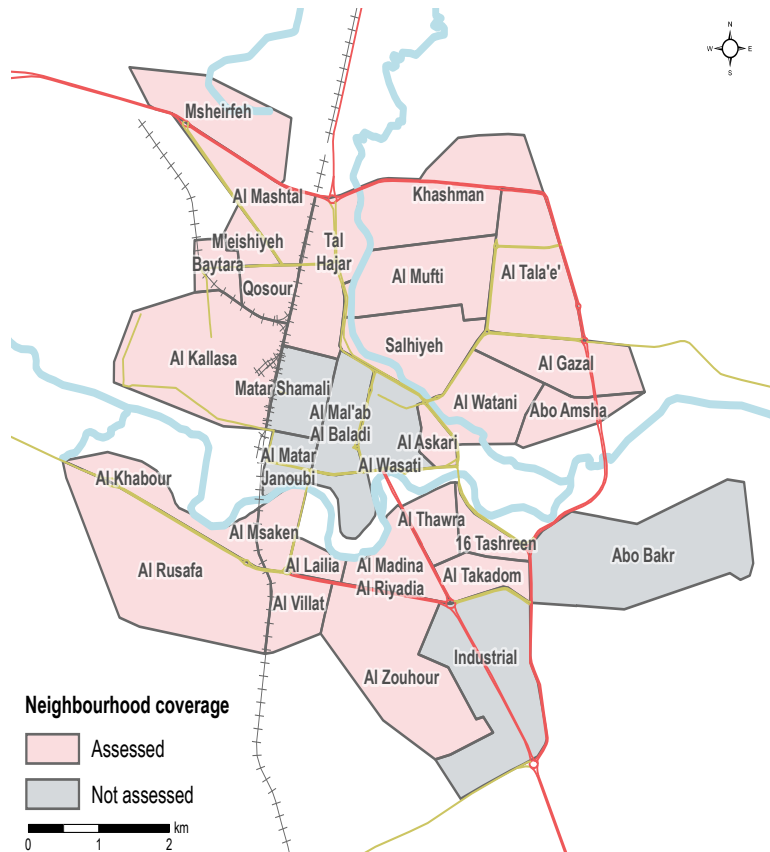 N
W
E
S
Msheirfeh
Al Mashtal
Khashman
M'eishiyeh
Tal
Hajar
Baytara
Al Mufti
Al Tala'e'
Qosour
Salhiyeh
Al Kallasa
Al Gazal
Matar Shamali
Al Watani
Abo Amsha
Al Mal'ab
Al Baladi
Al Askari
Al Matar
Janoubi
Al Wasati
Al Khabour
Al Thawra
Al Msaken
16 Tashreen
Abo Bakr
Al Rusafa
Al Lailia
Al Madina
Al Riyadia
Al Takadom
Al Villat
Industrial
Al Zouhour
Neighbourhood coverage
Assessed
Not assessed
km
0
1
2